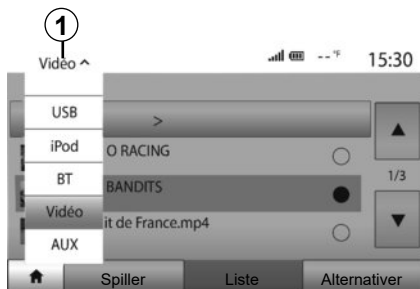 1
Vidéo ^ -- °F 15:30
USB
>
iPod
O RACING
BT
BANDITS
1/3
Vidéo
it de France.mp4
AUX
Spiller Liste Alternativer